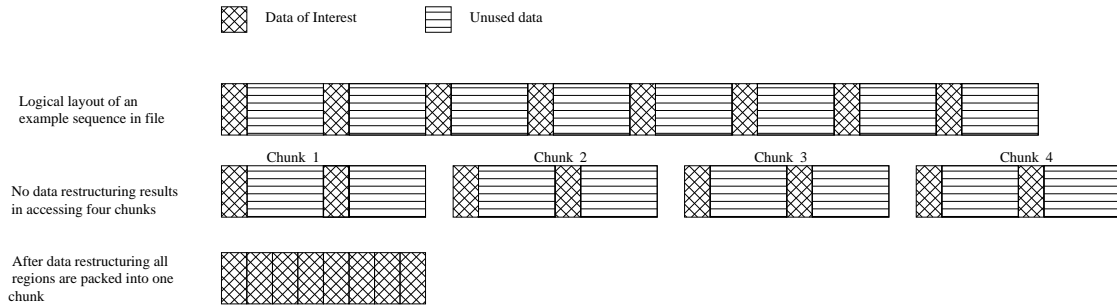 Data of Interest
Unused data
Logical layout of an
example sequence in file
Chunk 1
Chunk 2
Chunk 3
Chunk 4
No data restructuring results
in accessing four chunks
After data restructuring all
regions are packed into one
chunk